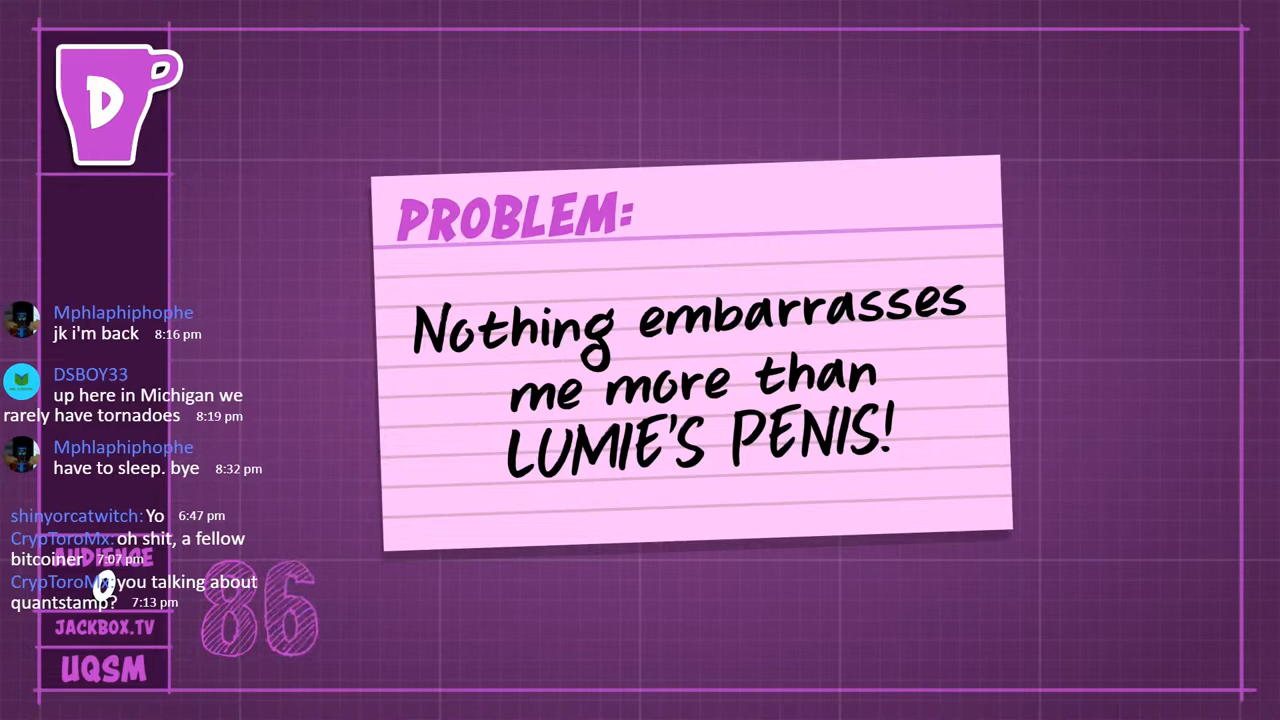 D
PROBLEM:
Nothing embarrasses
me more than
LUMIE'S PENIS!
Mphlaphiphophe
jk i'm back 8:16 pm
DSBOY33
up here in Michigan we
rarely have tornadoes 8:19 pm
Mphlaphiphophe
have to sleep. bye 8:32 pm
shinyorcatwitch: Yo 6:47 pm
CrypToroMx: oh shit, a fellow
bitcoiner 7:07 pm
CrypToroMx: you talking about
quantstamp? 7:13 pm
AUDIENCE
0
86
JACKBOX.TV
UQSM